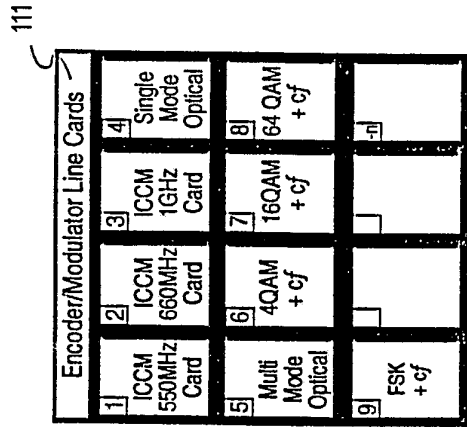 111
Encoder/Modulator Line Cards
1
ICCM
550MHz
Card
2
ICCM
660MHz
Card
3
ICCM
1GHz
Card
4
Single
Mode
Optical
5
Multi
Mode
Optical
6
4QAM
+ cf
7
16QAM
+ cf
8
64 QAM
+ cf
9
FSK
+ cf
-n